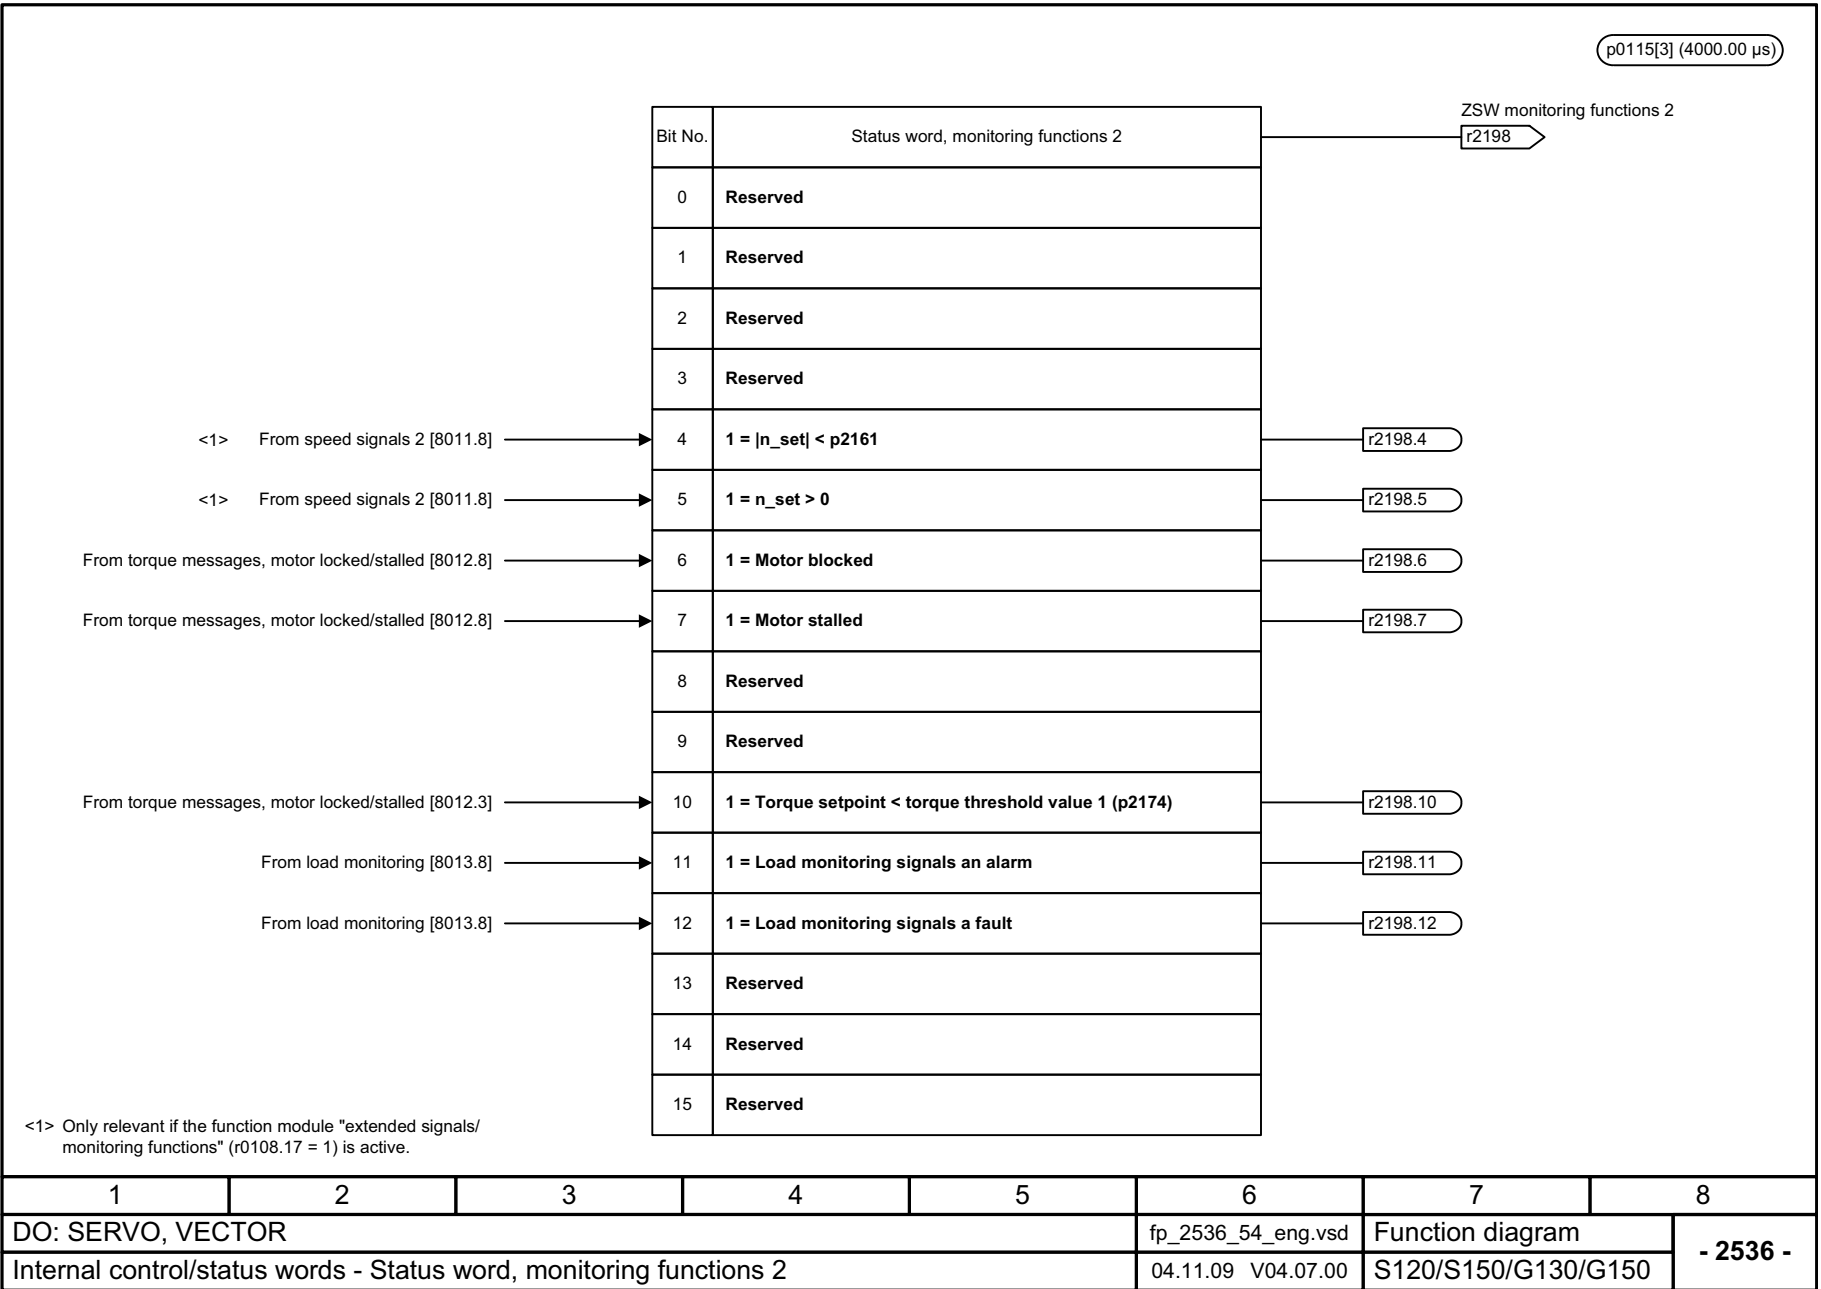 p0115[3] (4000.00 µs)
ZSW monitoring functions 2
Bit No. Status word, monitoring functions 2 r2198
0 Reserved
1 Reserved
2 Reserved
3 Reserved
<1> From speed signals 2 [8011.8] 4 1 = |n_set| < p2161 r2198.4
<1> From speed signals 2 [8011.8] 5 1 = n_set > 0 r2198.5
From torque messages, motor locked/stalled [8012.8] 6 1 = Motor blocked r2198.6
From torque messages, motor locked/stalled [8012.8] 7 1 = Motor stalled r2198.7
8 Reserved
9 Reserved
From torque messages, motor locked/stalled [8012.3] 10 1 = Torque setpoint < torque threshold value 1 (p2174) r2198.10
From load monitoring [8013.8] 11 1 = Load monitoring signals an alarm r2198.11
From load monitoring [8013.8] 12 1 = Load monitoring signals a fault r2198.12
13 Reserved
14 Reserved
15 Reserved
<1> Only relevant if the function module "extended signals/
monitoring functions" (r0108.17 = 1) is active.
1 2 3 4 5 6 7 8
DO: SERVO, VECTOR fp_2536_54_eng.vsd Function diagram
- 2536 -
Internal control/status words - Status word, monitoring functions 2 04.11.09 V04.07.00 S120/S150/G130/G150